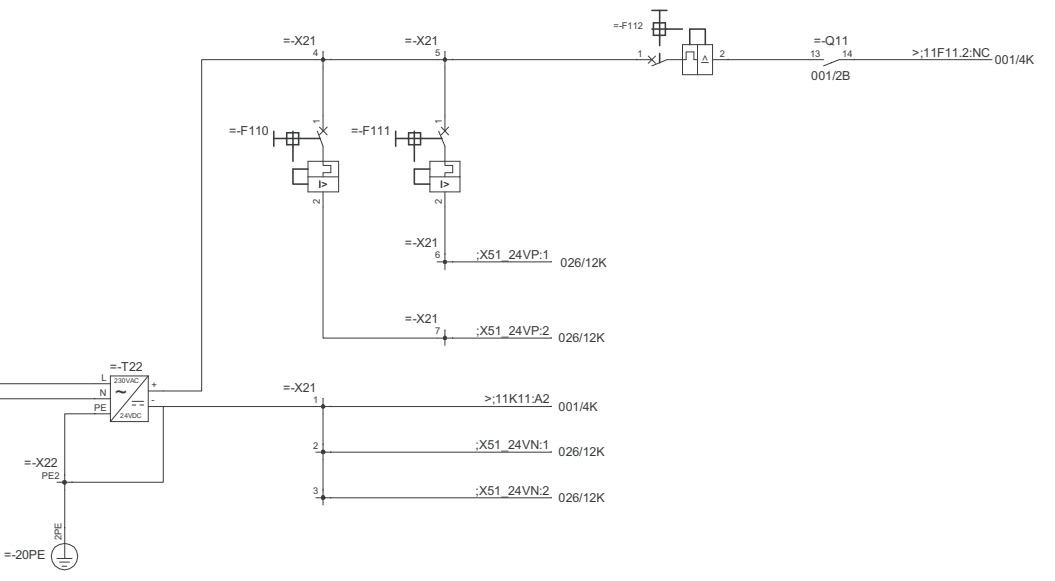 =-F112
=-X21
=-X21
=-Q11
>;11F11.2:NC
4
5
1
2
13
14
001/4K
001/2B
1
1
=-F110
=-F111
I>
I>
2
2
=-X21
6
;X51_24VP:1
026/12K
=-X21
7
;X51_24VP:2
026/12K
=-T22
L
230VAC
+
N
~
-
PE
24VDC
=-X21
1
>;11K11:A2
001/4K
2
;X51_24VN:1
026/12K
=-X22
PE2
3
;X51_24VN:2
026/12K
2PE
=-20PE